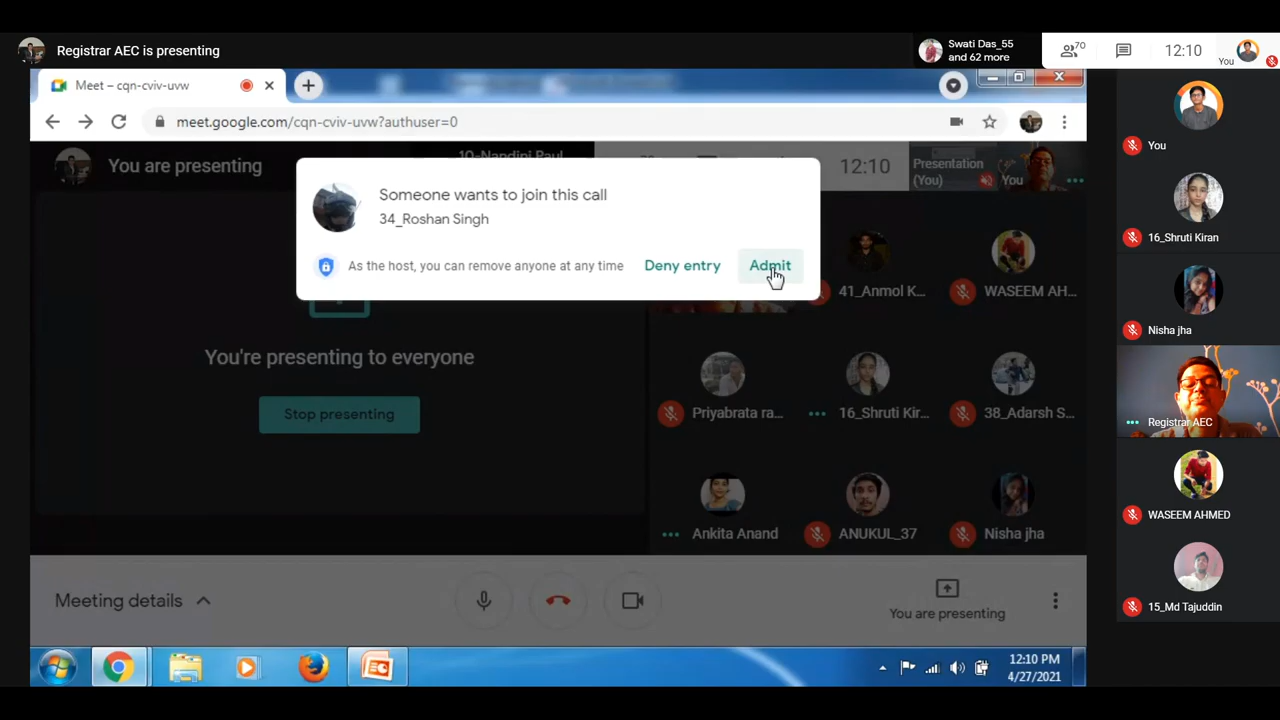 Registrar AEC is presenting
Swati Das_55
and 62 more
70
12:10
You
Meet – cqn-cviv-uvw
meet.google.com/cqn-cviv-uvw?authuser=0
You are presenting
10-Nandini Paul
12:10
Presentation
(You)
You
Someone wants to join this call
34_Roshan Singh
As the host, you can remove anyone at any time
Deny entry
Admit
You're presenting to everyone
Stop presenting
41_Anmol K...
WASEEM AH...
Priyabrata ra...
16_Shruti Kir...
38_Adarsh S...
Ankita Anand
ANUKUL_37
Nisha jha
Meeting details
You are presenting
12:10 PM
4/27/2021
You
16_Shruti Kiran
Nisha jha
Registrar AEC
WASEEM AHMED
15_Md Tajuddin